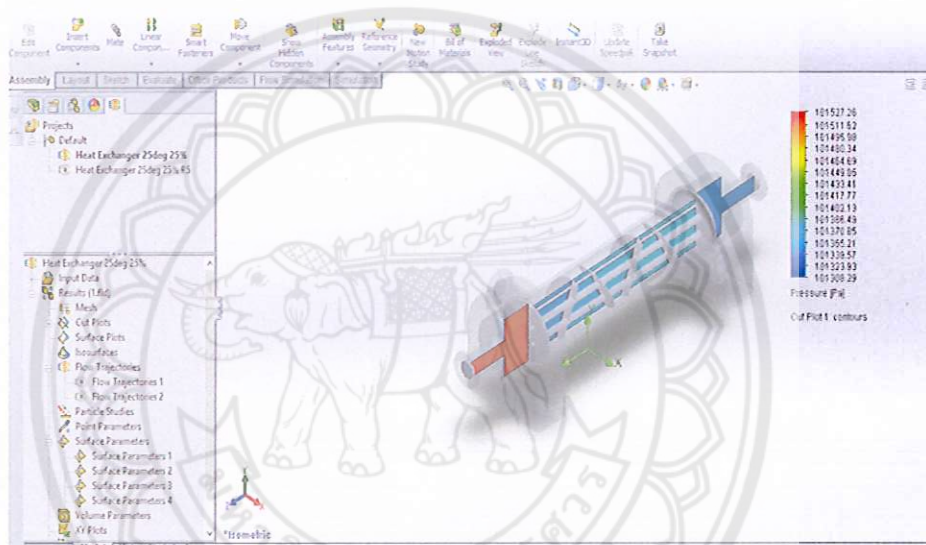 Edit Component
Insert Components
Mate
Linear Compon...
Smart Fasteners
Move Component
Show Hidden Components
Assembly Features
Reference Geometry
New Motion Study
Bill of Materials
Exploded View
Instant3D
Update Speedpak
Take Snapshot
Assembly
Layout
Sketch
Evaluate
Office Products
Flow Simulation
Simulation
Projects
Default
Heat Exchanger 25deg 25%
Heat Exchanger 25deg 25% R5
Heat Exchanger 25deg 25%
Input Data
Results (1.fld)
Mesh
Cut Plots
Surface Plots
Isosurfaces
Flow Trajectories
Flow Trajectories 1
Flow Trajectories 2
Particle Studies
Point Parameters
Surface Parameters
Surface Parameters 1
Surface Parameters 2
Surface Parameters 3
Surface Parameters 4
Volume Parameters
XY Plots
101527.26
101511.62
101495.98
101480.34
101464.69
101449.05
101433.41
101417.77
101402.13
101386.49
101370.85
101355.21
101339.57
101323.93
101308.29
Pressure [Pa]
Cut Plot 1: contours
X
*Isometric